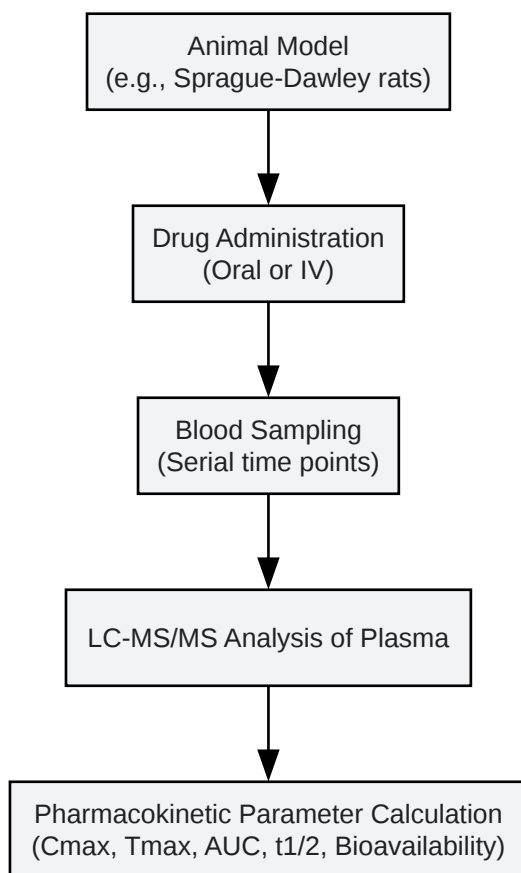 Animal Model
(e.g., Sprague-Dawley rats)
Drug Administration
(Oral or IV)
Blood Sampling
(Serial time points)
LC-MS/MS Analysis of Plasma
Pharmacokinetic Parameter Calculation
(Cmax, Tmax, AUC, t1/2, Bioavailability)